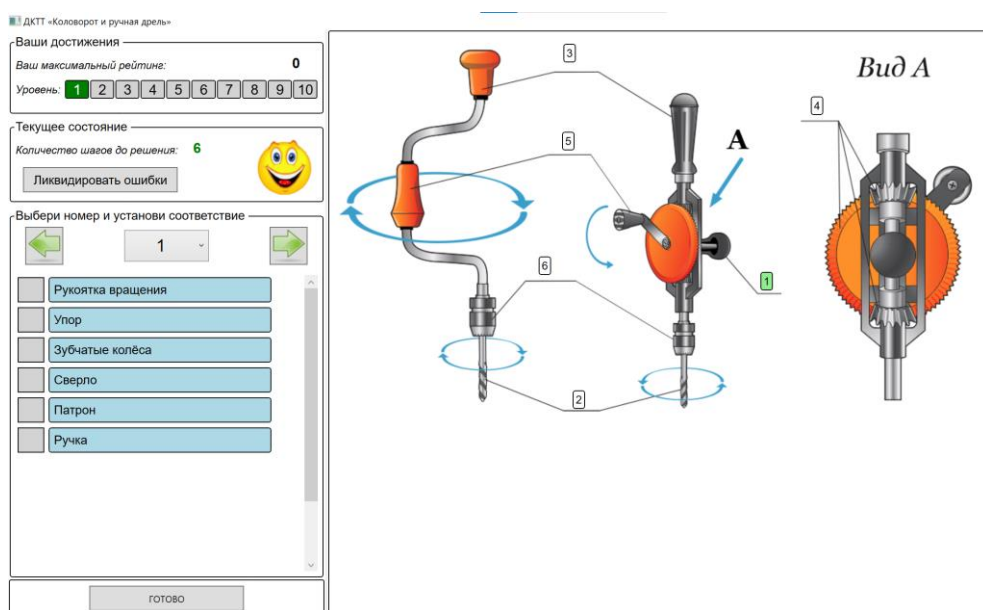 ДКТТ «Коловорот и ручная дрель»
Ваши достижения
Ваш максимальный рейтинг: 0
Уровень: 1 2 3 4 5 6 7 8 9 10
Текущее состояние
Количество шагов до решения: 6
Ликвидировать ошибки
Выбери номер и установи соответствие
1
Рукоятка вращения
Упор
Зубчатые колёса
Сверло
Патрон
Ручка
ГОТОВО
3
Вид А
4
А
5
6
1
2